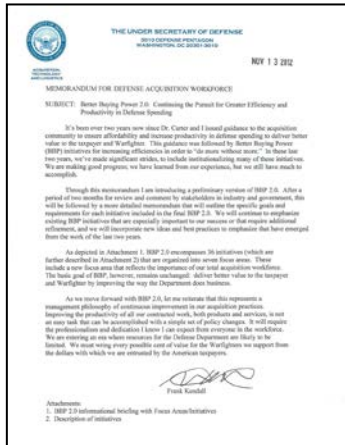 THE UNDER SECRETARY OF DEFENSE
3010 DEFENSE PENTAGON
WASHINGTON, DC 20301-3010
ACQUISITION,
TECHNOLOGY
AND LOGISTICS
NOV 13 2012
MEMORANDUM FOR DEFENSE ACQUISITION WORKFORCE
SUBJECT: Better Buying Power 2.0: Continuing the Pursuit for Greater Efficiency and
Productivity in Defense Spending
It's been over two years now since Dr. Carter and I issued guidance to the acquisition
community to ensure affordability and increase productivity in defense spending to deliver better
value to the taxpayer and Warfighter. This guidance was followed by Better Buying Power
(BBP) initiatives for increasing efficiencies in order to "do more without more." In these last
two years, we've made significant strides, to include institutionalizing many of these initiatives.
We are making good progress; we have learned from our experience, but we still have much to
accomplish.
Through this memorandum I am introducing a preliminary version of BBP 2.0. After a
period of two months for review and comment by stakeholders in industry and government, this
will be followed by a more detailed memorandum that will outline the specific goals and
requirements for each initiative included in the final BBP 2.0. We will continue to emphasize
existing BBP initiatives that are especially important to our success or that require additional
refinement, and we will incorporate new ideas and best practices to emphasize that have emerged
from the work of the last two years.
As depicted in Attachment 1, BBP 2.0 encompasses 36 initiatives (which are
further described in Attachment 2) that are organized into seven focus areas. These
include a new focus area that reflects the importance of our total acquisition workforce.
The basic goal of BBP, however, remains unchanged: deliver better value to the taxpayer
and Warfighter by improving the way the Department does business.
As we move forward with BBP 2.0, let me reiterate that this represents a
management philosophy of continuous improvement in our acquisition practices.
Improving the productivity of all our contracted work, both products and services, is not
an easy task that can be accomplished with a simple set of policy changes. It will require
the professionalism and dedication I know I can expect from everyone in the workforce.
We are entering an era where resources for the Defense Department are likely to be
limited. We must wring every possible cent of value for the Warfighters we support from
the dollars with which we are entrusted by the American taxpayers.
Frank Kendall
Attachments:
1. BBP 2.0 informational briefing with Focus Areas/Initiatives
2. Description of initiatives